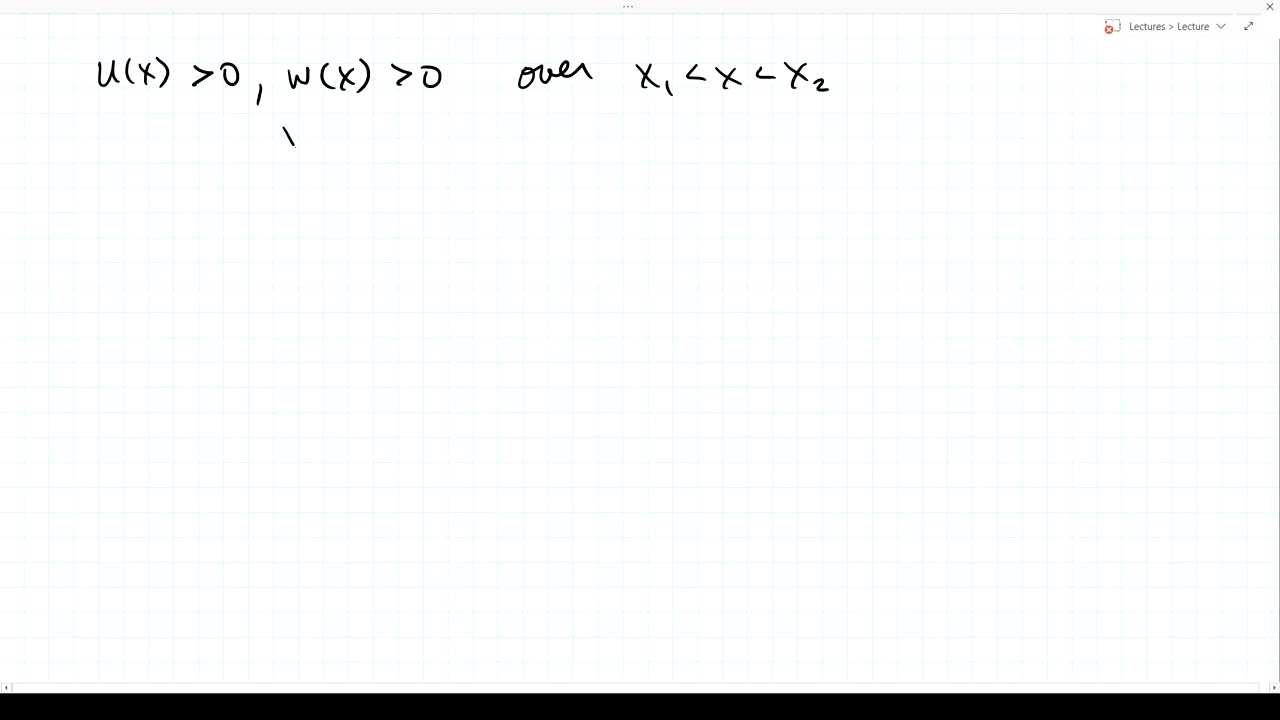 Lectures > Lecture
u(x) >0, w(x) >0 over x₁ < x < x₂